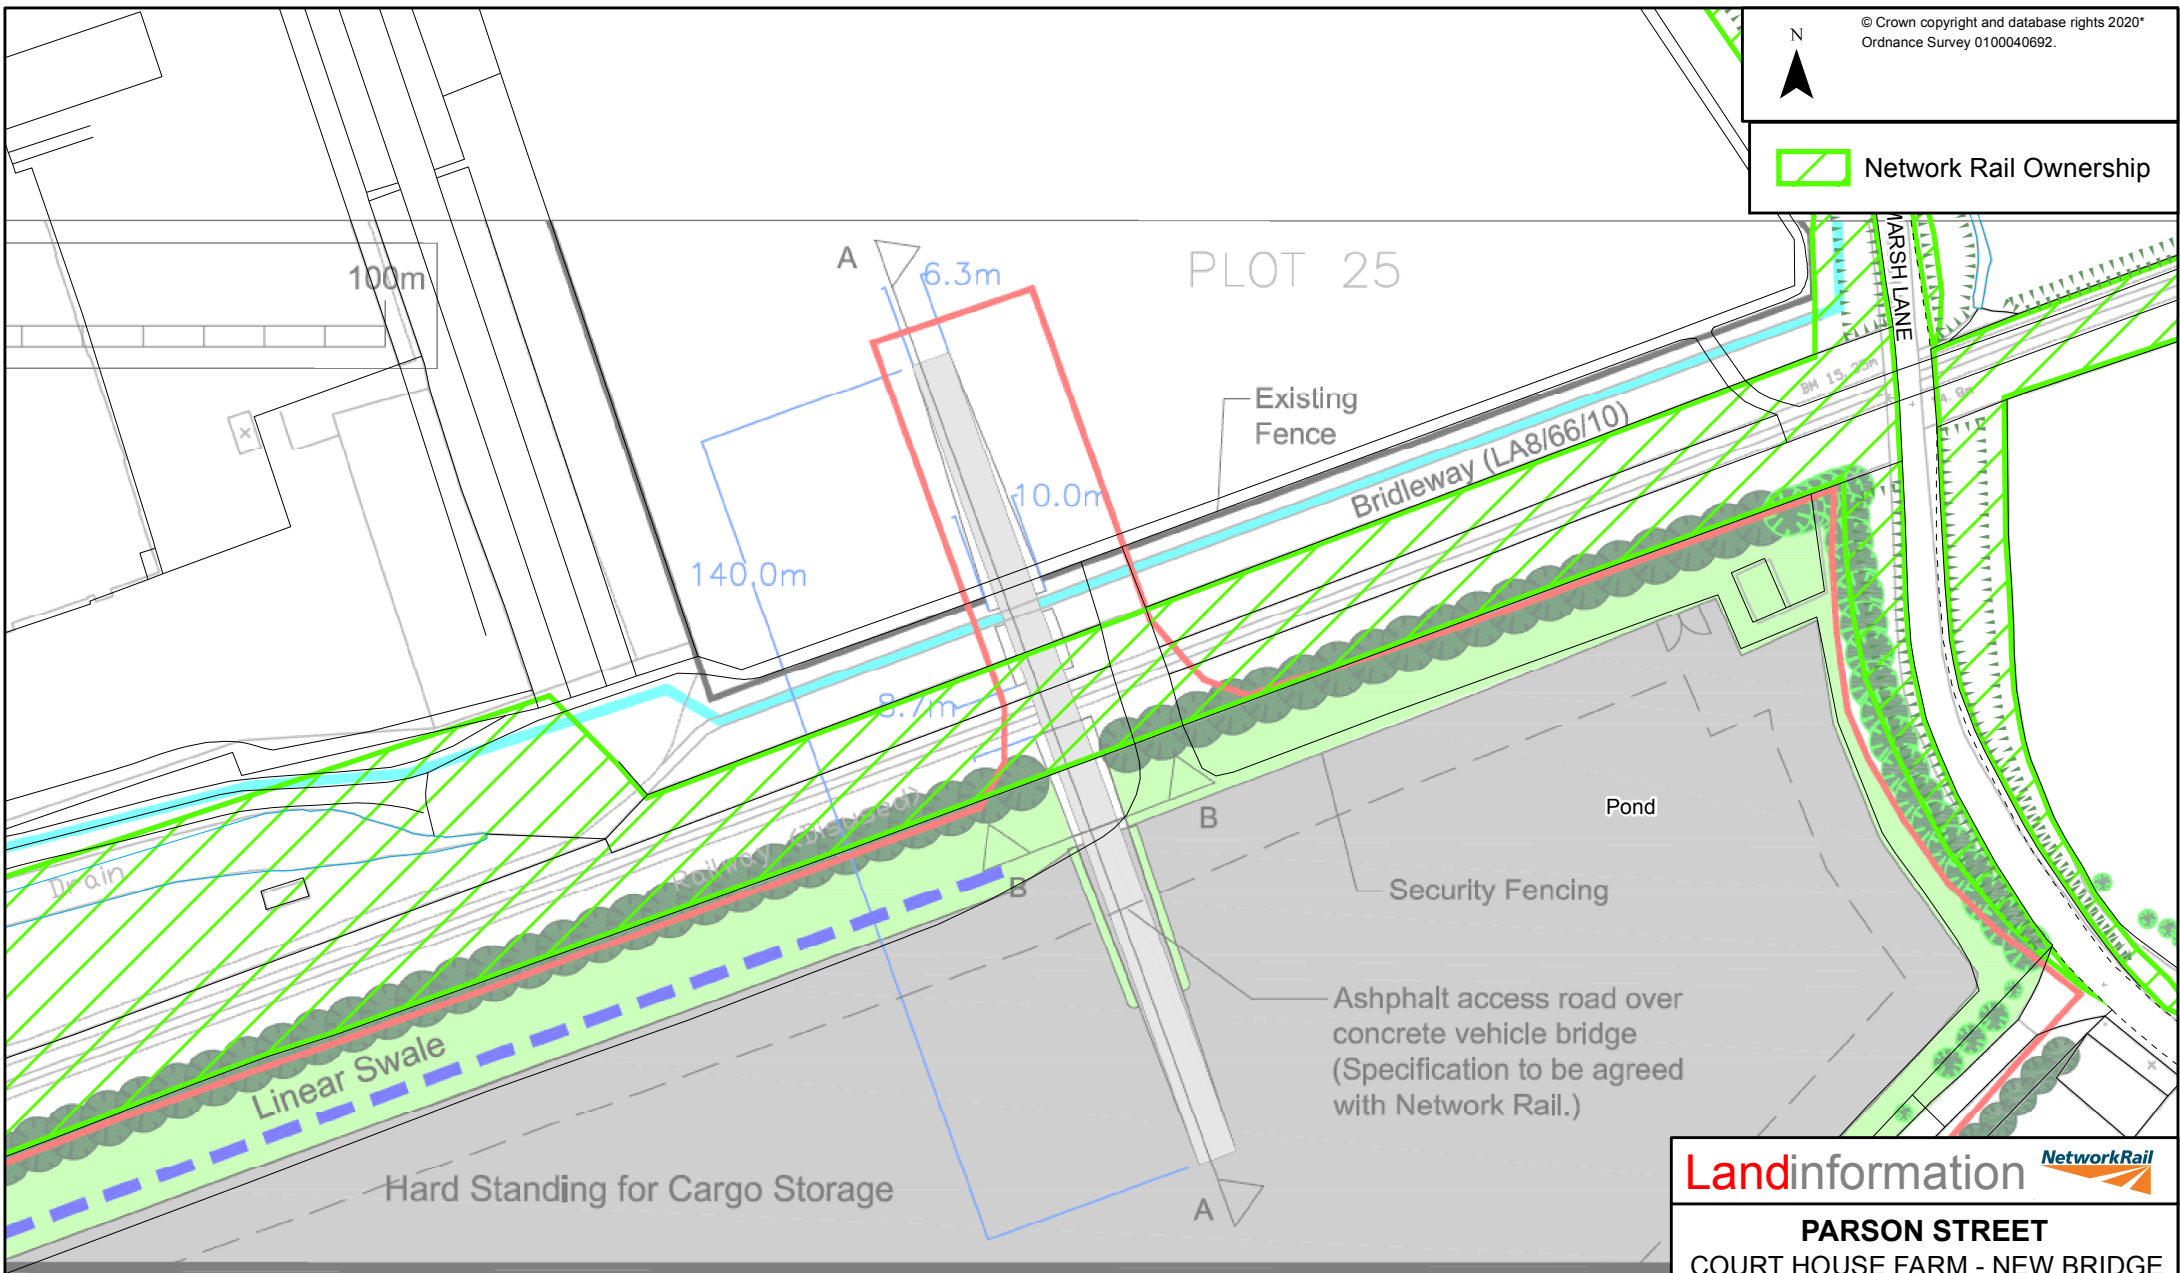 © Crown copyright and database rights 2020*
Ordnance Survey 0100040692.
N
Network Rail Ownership
MARSH LANE
A
6.3m
PLOT 25
100m
Existing
Fence
BM 15.25m
Bridleway (LA8/66/10)
10.0m
140.0m
8.7m
Pond
B
Railway (Disused)
Drain
B
Security Fencing
Ashphalt access road over
concrete vehicle bridge
(Specification to be agreed
with Network Rail.)
Linear Swale
Hard Standing for Cargo Storage
A
Landinformation
NetworkRail
PARSON STREET
COURT HOUSE FARM - NEW BRIDGE